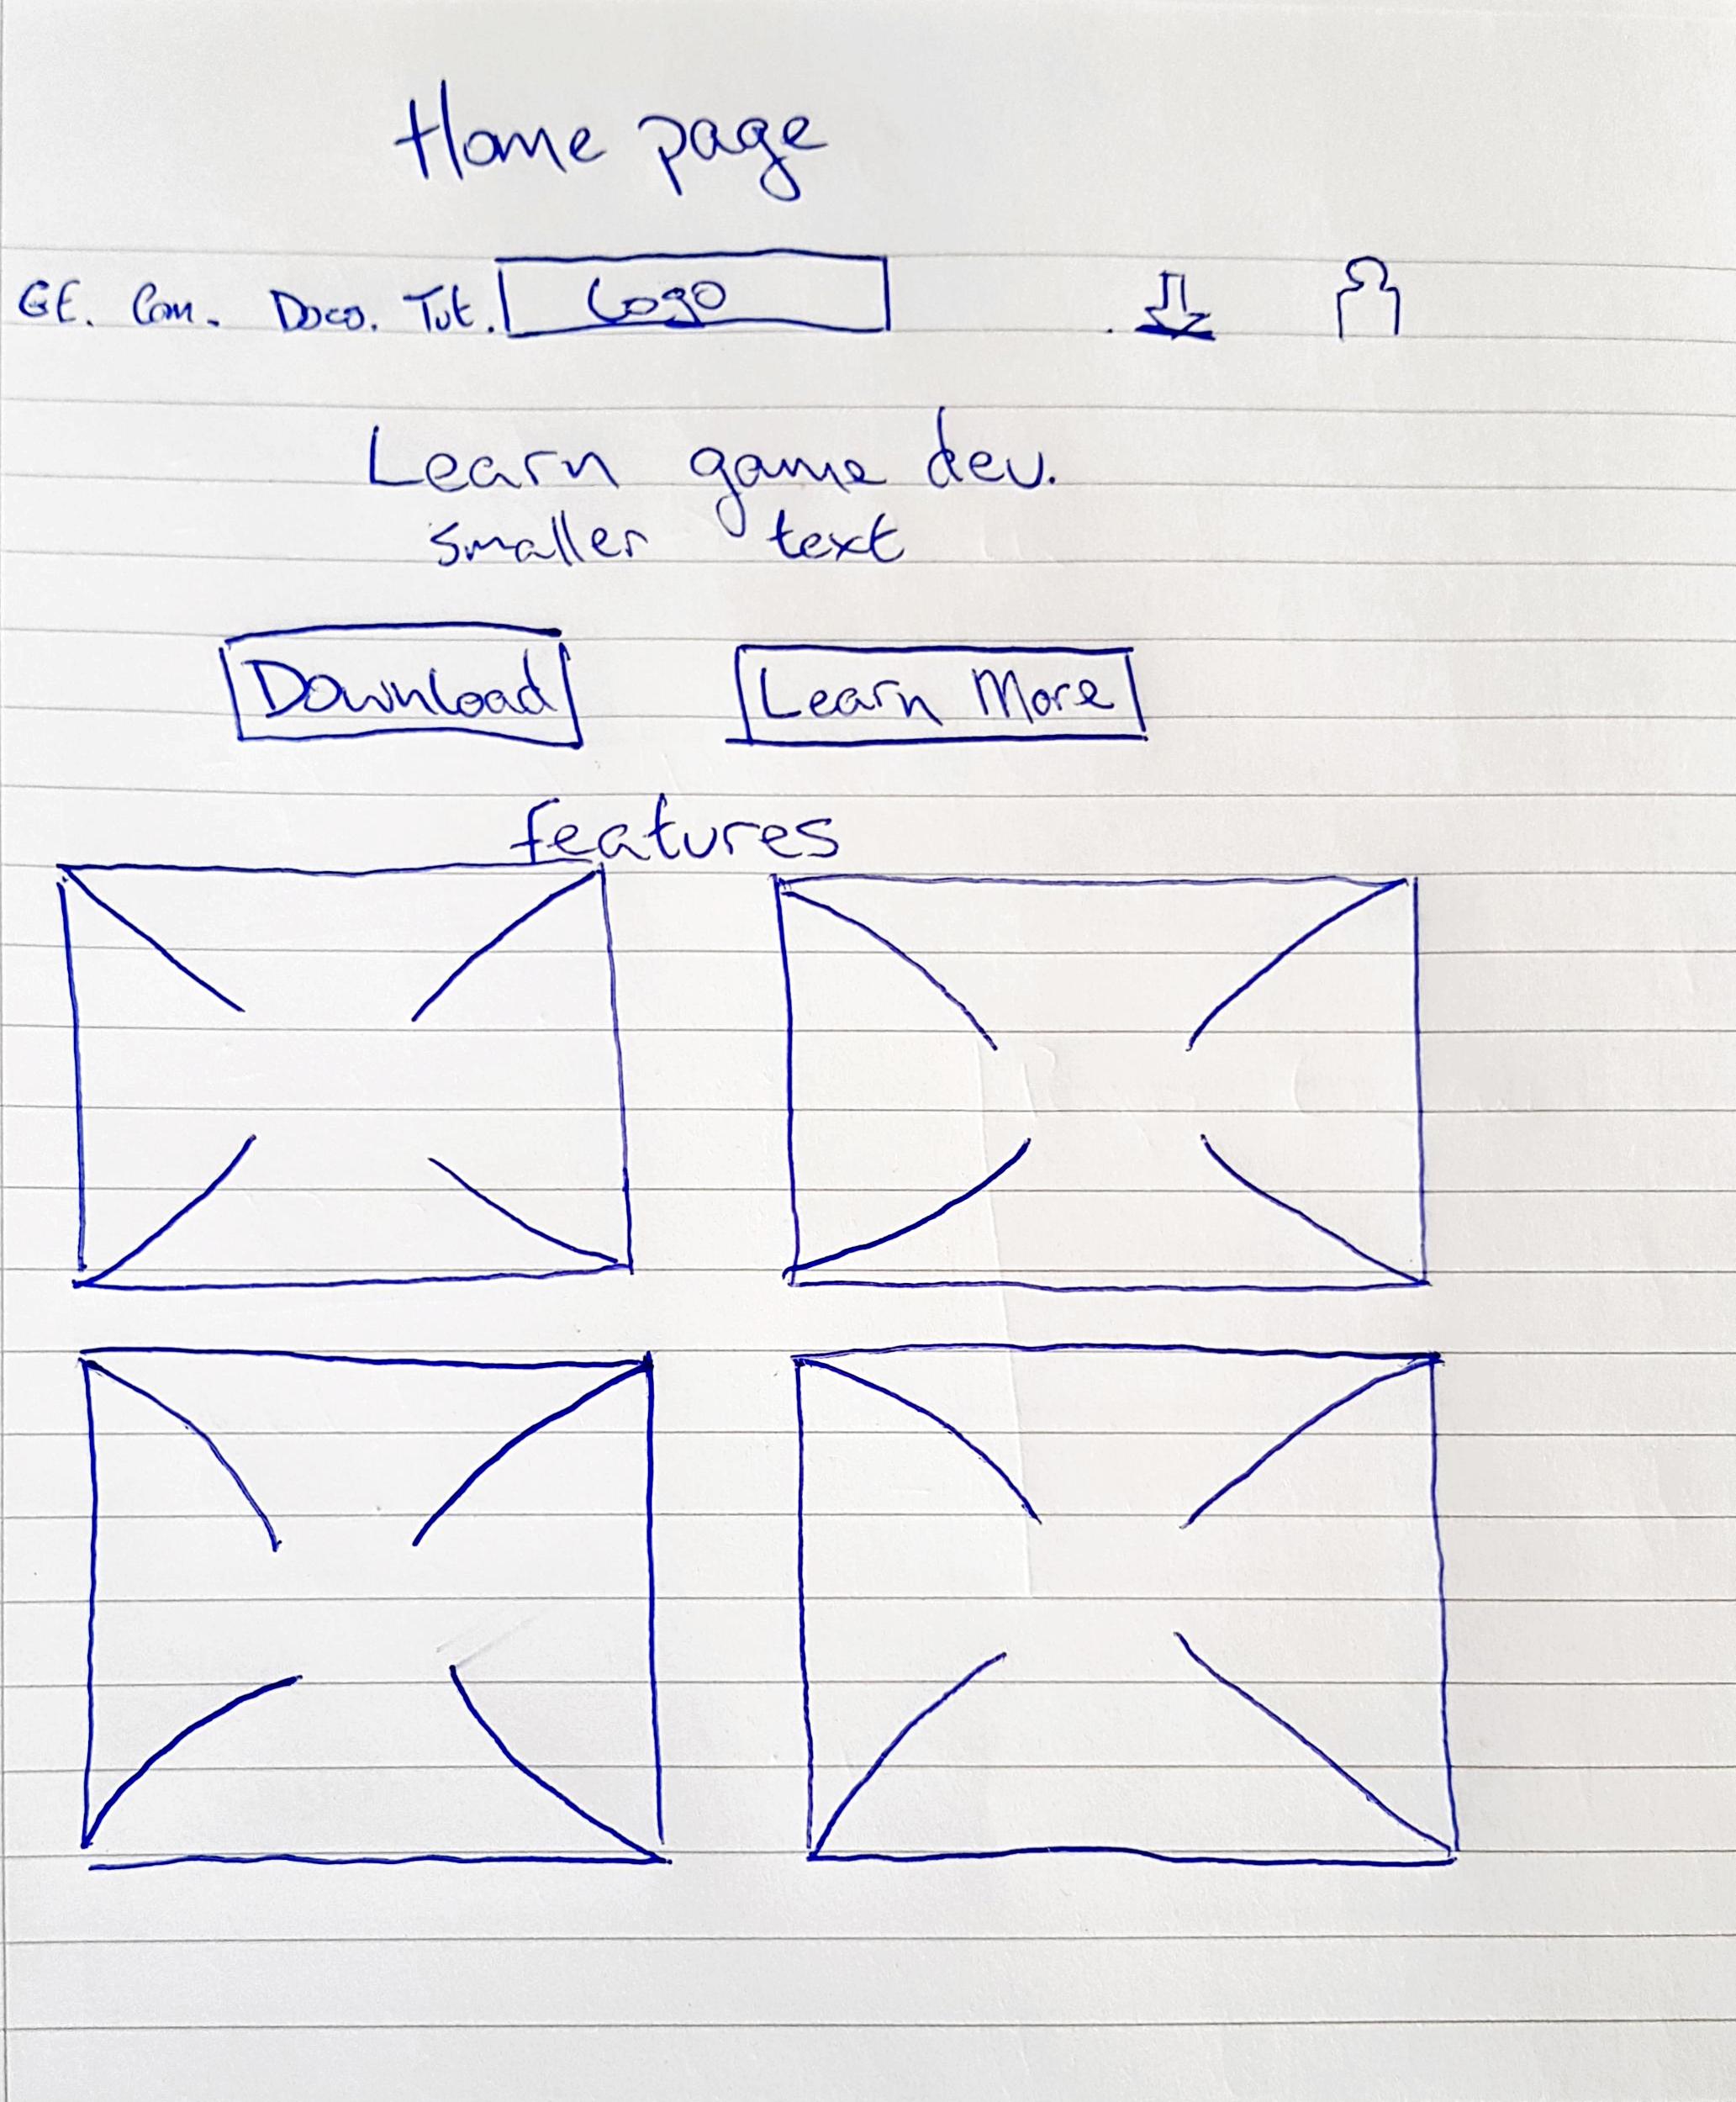 Home page
GE. Com. Doco. Tut. Logo
Learn game dev.
smaller text
Download Learn More
features